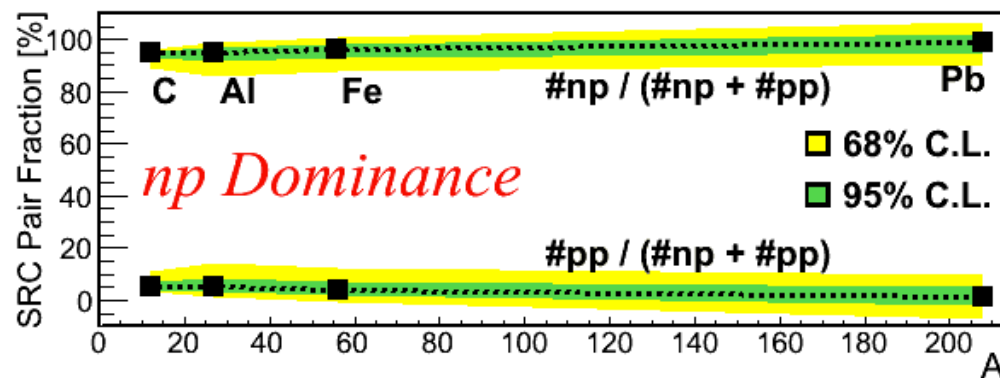 SRC Pair Fraction [%]
100
80
60
40
20
0
C Al Fe Pb
#np / (#np + #pp)
68% C.L.
95% C.L.
np Dominance
#pp / (#np + #pp)
0 20 40 60 80 100 120 140 160 180 200
A